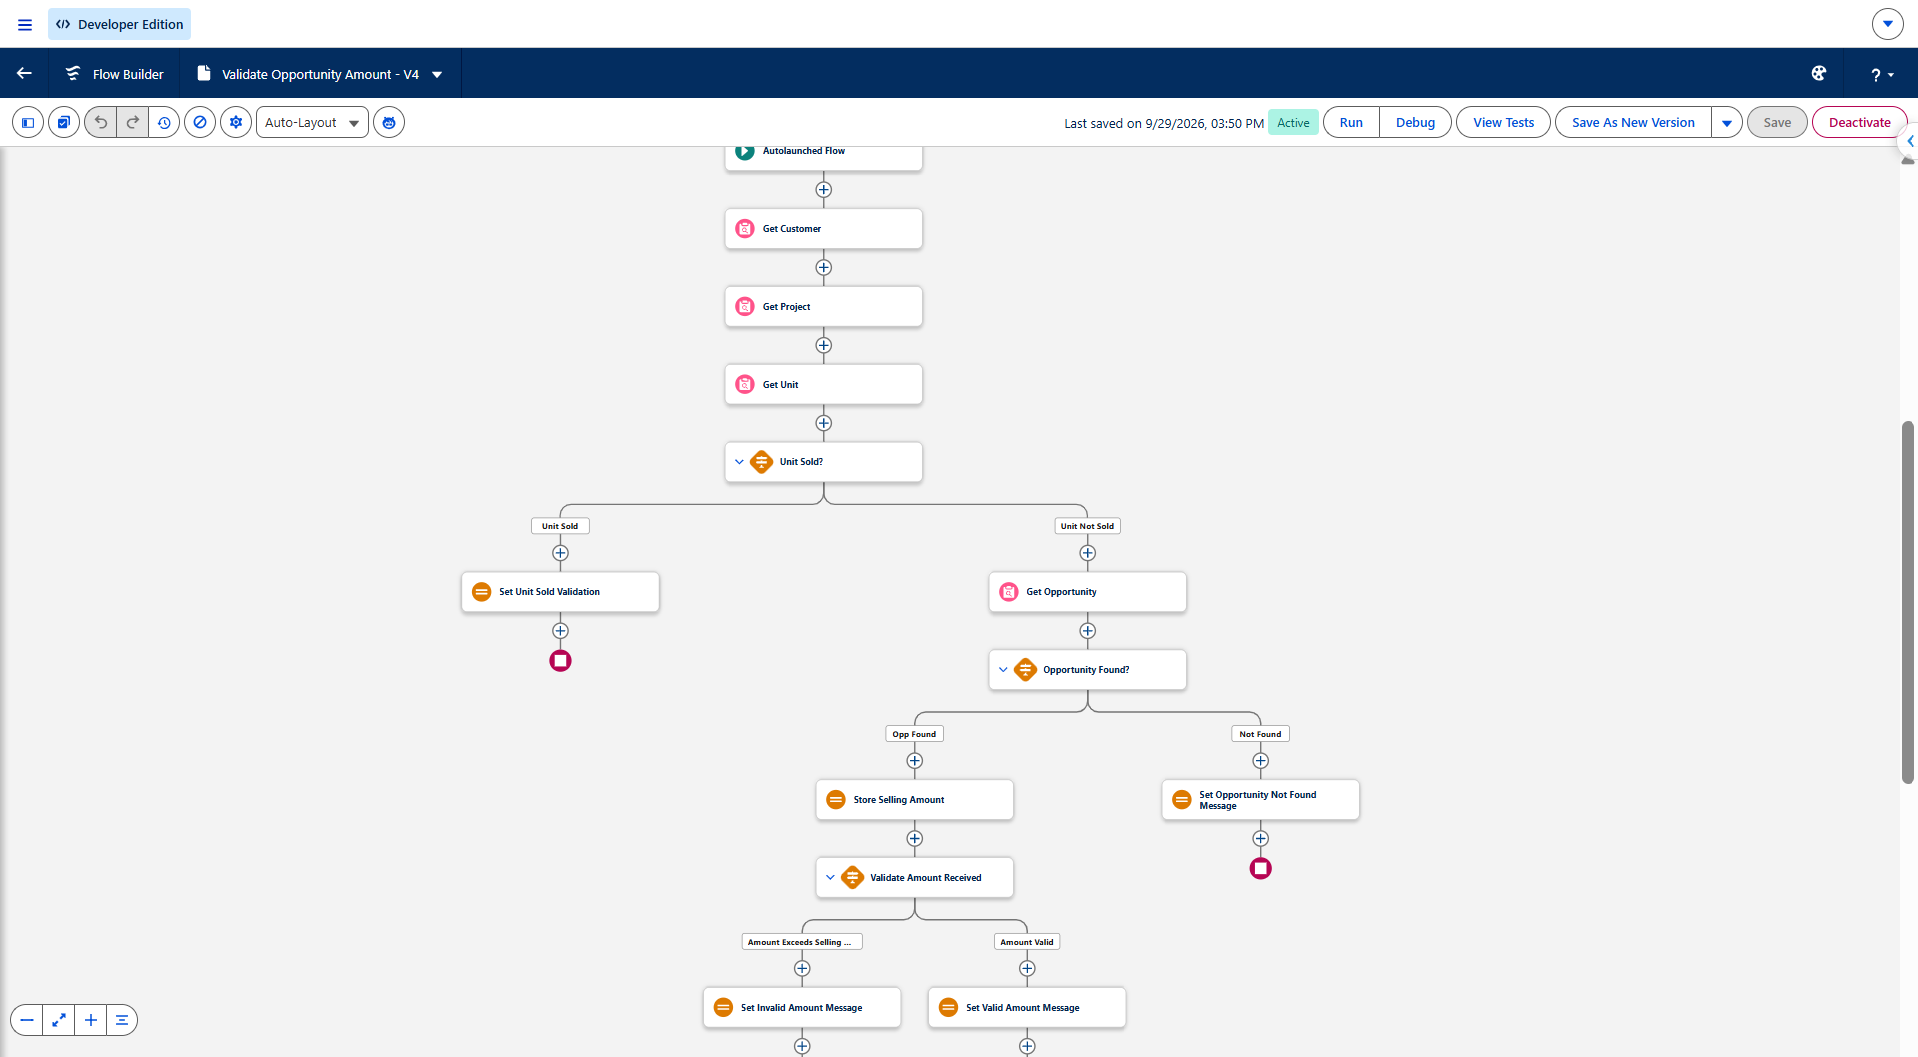 Developer Edition
Flow Builder
Validate Opportunity Amount - V4
?
Auto-Layout
Last saved on 9/29/2026, 03:50 PM
Active
Run
Debug
View Tests
Save As New Version
Save
Deactivate
Autolaunched Flow
Get Customer
Get Project
Get Unit
Unit Sold?
Unit Sold
Unit Not Sold
Set Unit Sold Validation
Get Opportunity
Opportunity Found?
Opp Found
Not Found
Store Selling Amount
Set Opportunity Not Found
Message
Validate Amount Received
Amount Exceeds Selling ...
Amount Valid
Set Invalid Amount Message
Set Valid Amount Message